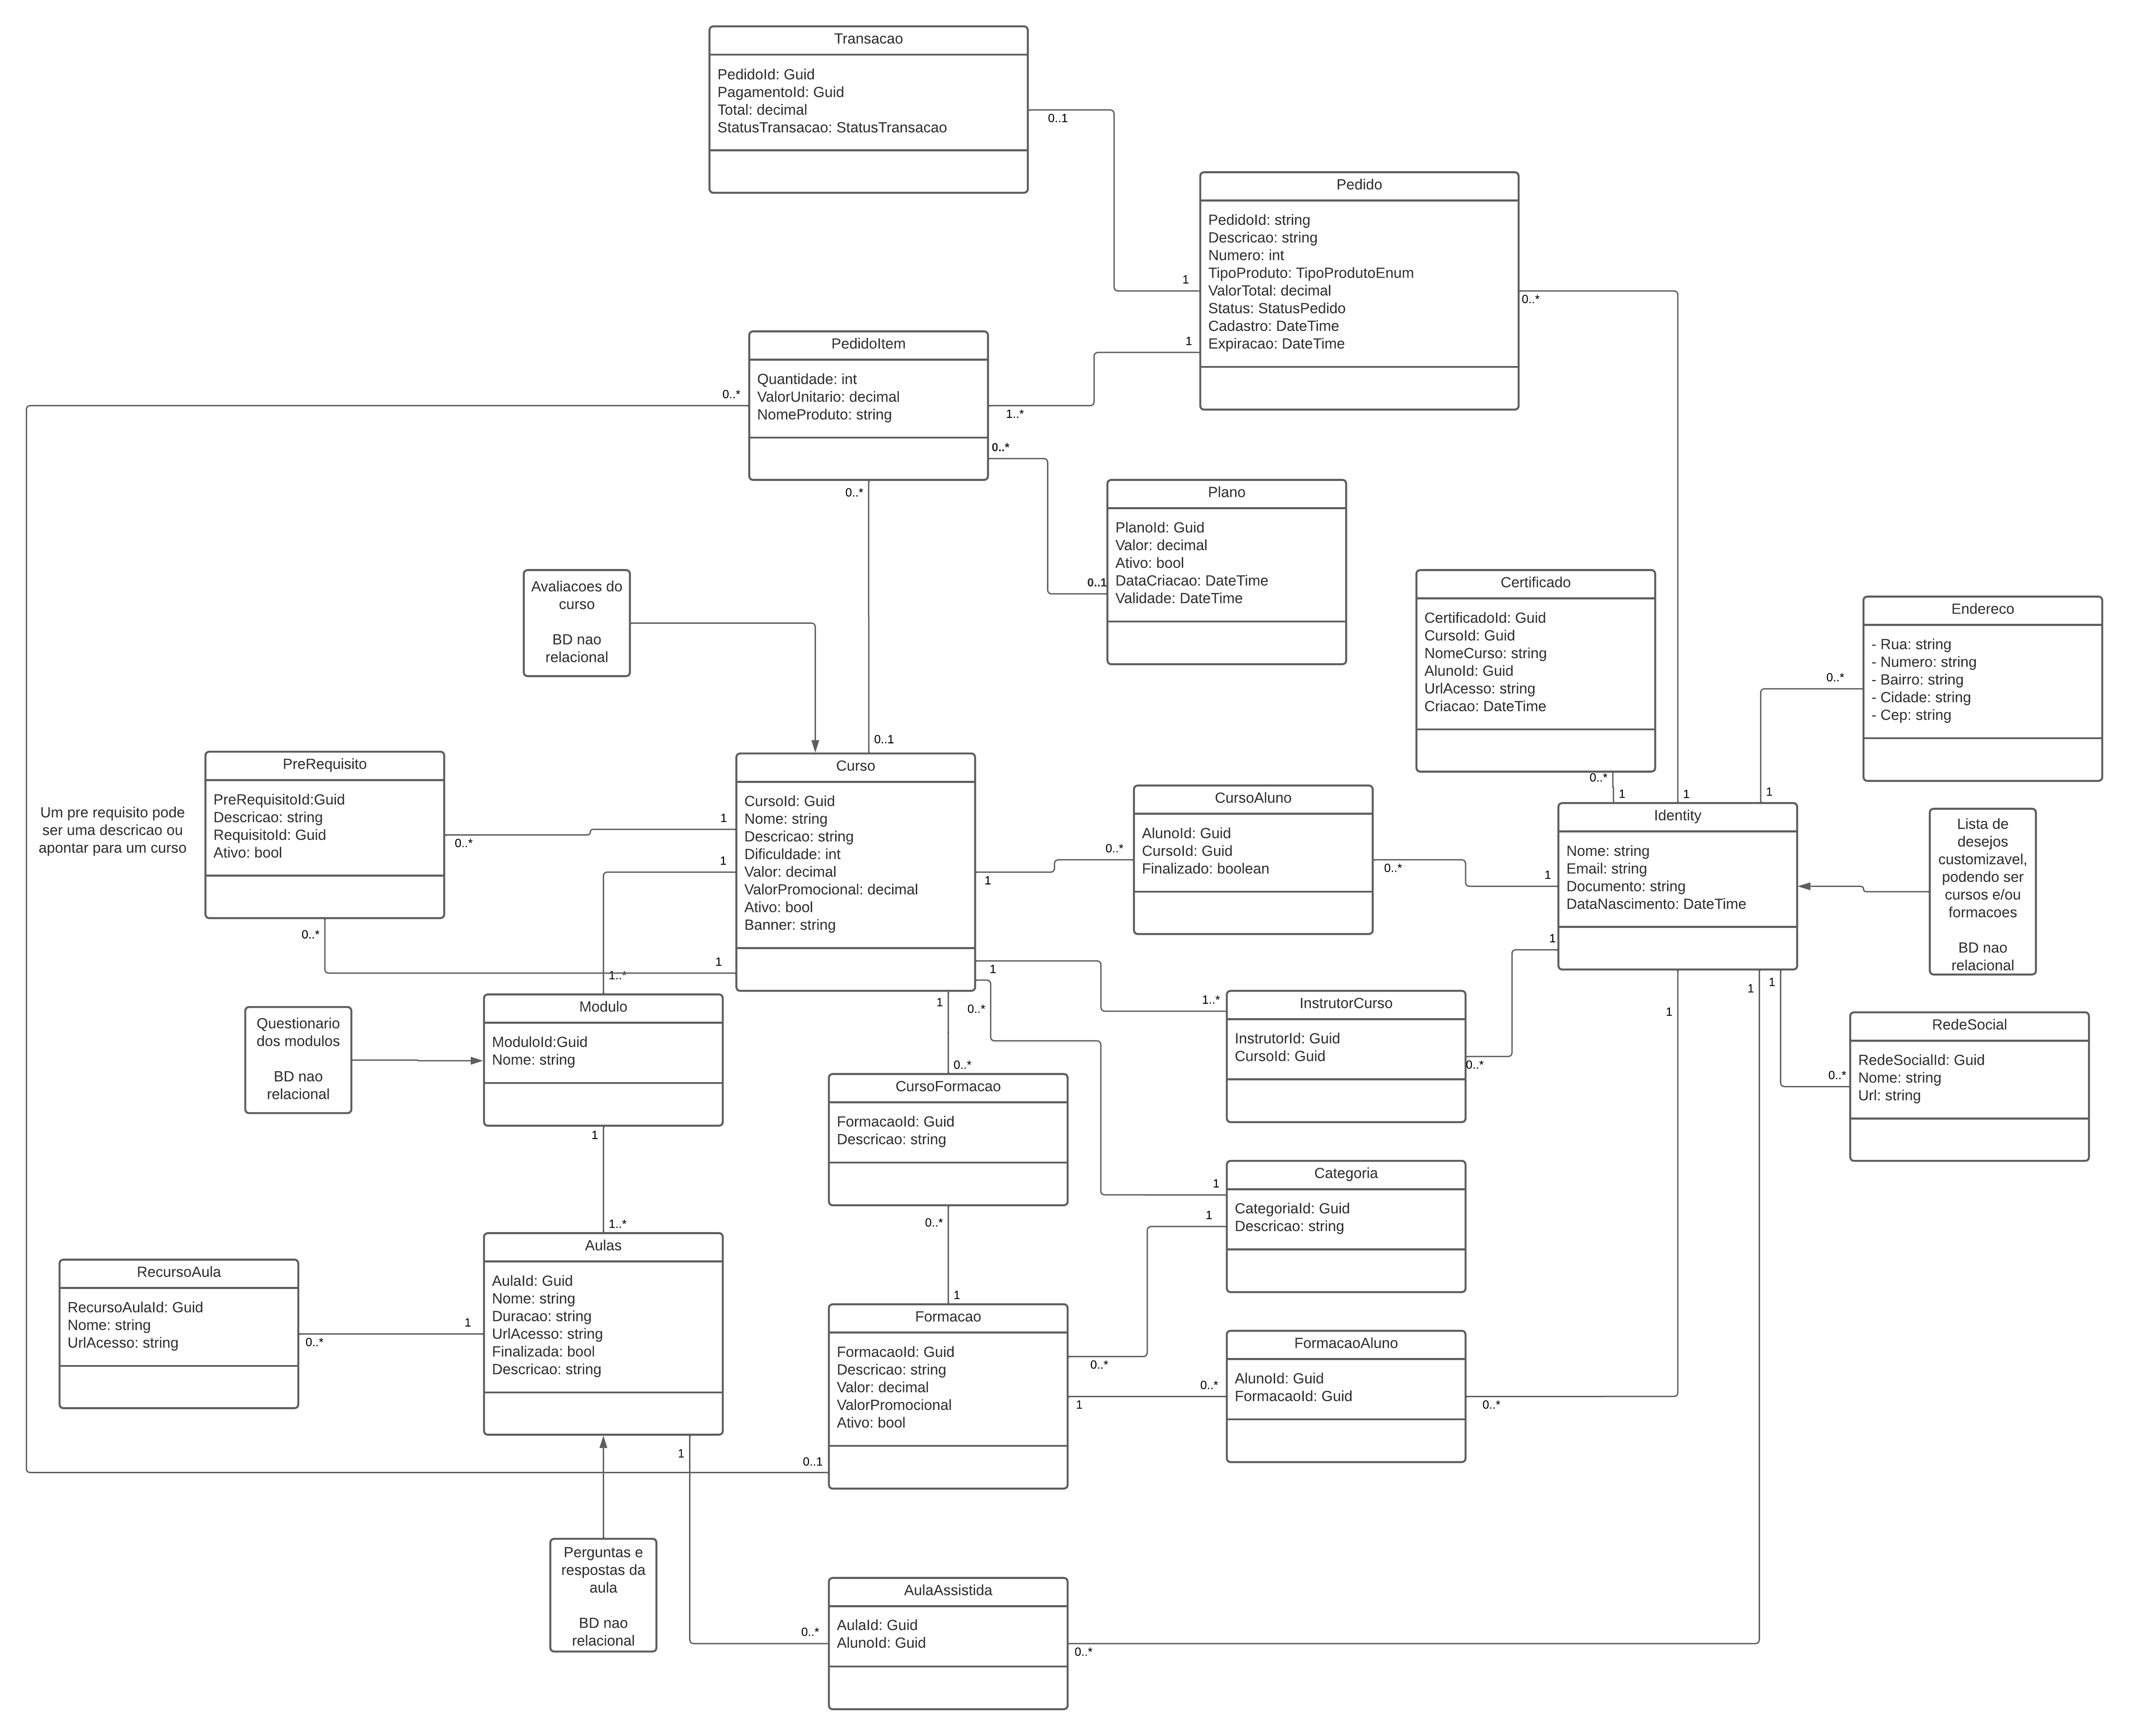 Transacao
PedidoId: Guid
PagamentoId: Guid
Total: decimal
StatusTransacao: StatusTransacao
0..1
Pedido
PedidoId: string
Descricao: string
Numero: int
TipoProduto: TipoProdutoEnum
ValorTotal: decimal
Status: StatusPedido
Cadastro: DateTime
Expiracao: DateTime
1
1
0..*
PedidoItem
Quantidade: int
ValorUnitario: decimal
NomeProduto: string
0..*
1..*
0..*
0..*
Plano
PlanoId: Guid
Valor: decimal
Ativo: bool
DataCriacao: DateTime
Validade: DateTime
0..1
Avaliacoes do
curso
BD nao
relacional
Certificado
CertificadoId: Guid
CursoId: Guid
NomeCurso: string
AlunoId: Guid
UrlAcesso: string
Criacao: DateTime
0..*
Endereco
- Rua: string
- Numero: string
- Bairro: string
- Cidade: string
- Cep: string
0..*
Um pre requisito pode
ser uma descricao ou
apontar para um curso
PreRequisito
PreRequisitoId:Guid
Descricao: string
RequisitoId: Guid
Ativo: bool
0..*
0..*
0..1
Curso
CursoId: Guid
Nome: string
Descricao: string
Dificuldade: int
Valor: decimal
ValorPromocional: decimal
Ativo: bool
Banner: string
1
1
1
1
1
0..*
1
CursoAluno
AlunoId: Guid
CursoId: Guid
Finalizado: boolean
0..*
0..*
1
1
1
Identity
Nome: string
Email: string
Documento: string
DataNascimento: DateTime
1
1
1
1
1
Lista de
desejos
customizavel,
podendo ser
cursos e/ou
formacoes
BD nao
relacional
Questionario
dos modulos
BD nao
relacional
1..*
Modulo
ModuloId:Guid
Nome: string
1
InstrutorCurso
InstrutorId: Guid
CursoId: Guid
1..*
0..*
RedeSocial
RedeSocialId: Guid
Nome: string
Url: string
0..*
0..*
CursoFormacao
FormacaoId: Guid
Descricao: string
0..*
Categoria
CategoriaId: Guid
Descricao: string
1
1
RecursoAula
RecursoAulaId: Guid
Nome: string
UrlAcesso: string
0..*
1..*
Aulas
AulaId: Guid
Nome: string
Duracao: string
UrlAcesso: string
Finalizada: bool
Descricao: string
1
1
1
Formacao
FormacaoId: Guid
Descricao: string
Valor: decimal
ValorPromocional
Ativo: bool
0..*
1
0..1
FormacaoAluno
AlunoId: Guid
FormacaoId: Guid
0..*
0..*
Perguntas e
respostas da
aula
BD nao
relacional
AulaAssistida
AulaId: Guid
AlunoId: Guid
0..*
0..*